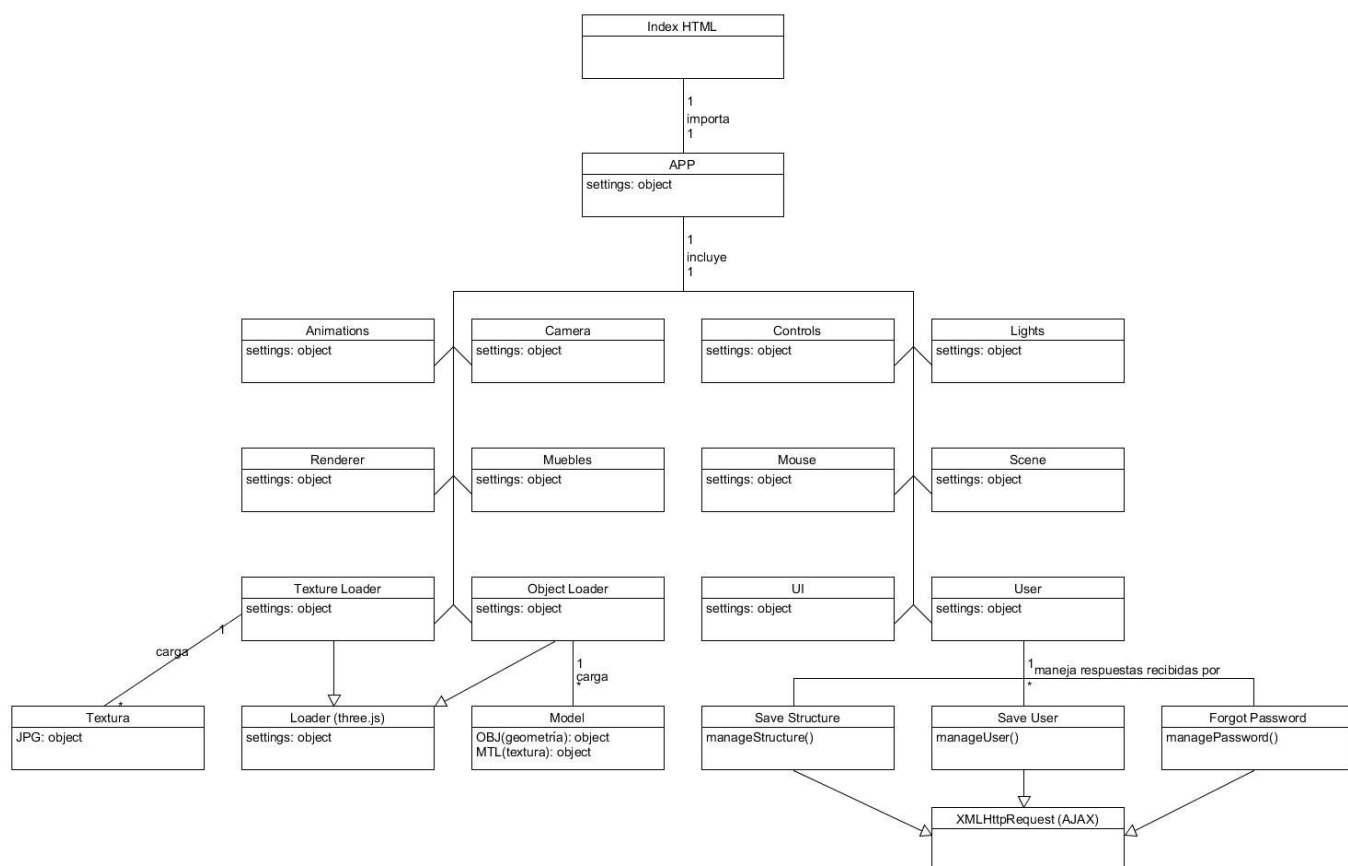 Index HTML
1
importa
1
APP
settings: object
1
incluye
1
Animations
settings: object
Camera
settings: object
Controls
settings: object
Lights
settings: object
Renderer
settings: object
Muebles
settings: object
Mouse
settings: object
Scene
settings: object
Texture Loader
settings: object
Object Loader
settings: object
UI
settings: object
User
settings: object
1
carga
*
1
carga
*
1
maneja respuestas recibidas por
*
Textura
JPG: object
Loader (three.js)
settings: object
Model
OBJ(geometría): object
MTL(textura): object
Save Structure
manageStructure()
Save User
manageUser()
Forgot Password
managePassword()
XMLHttpRequest (AJAX)